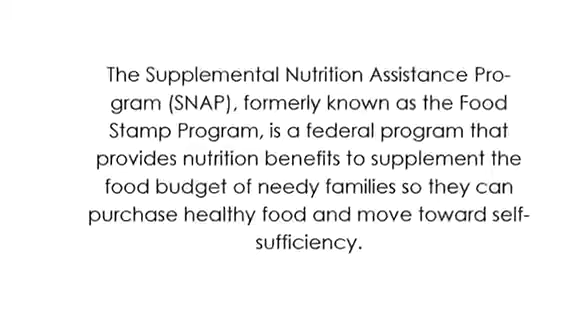 The Supplemental Nutrition Assistance Pro-
gram (SNAP), formerly known as the Food
Stamp Program, is a federal program that
provides nutrition benefits to supplement the
food budget of needy families so they can
purchase healthy food and move toward self-
sufficiency.